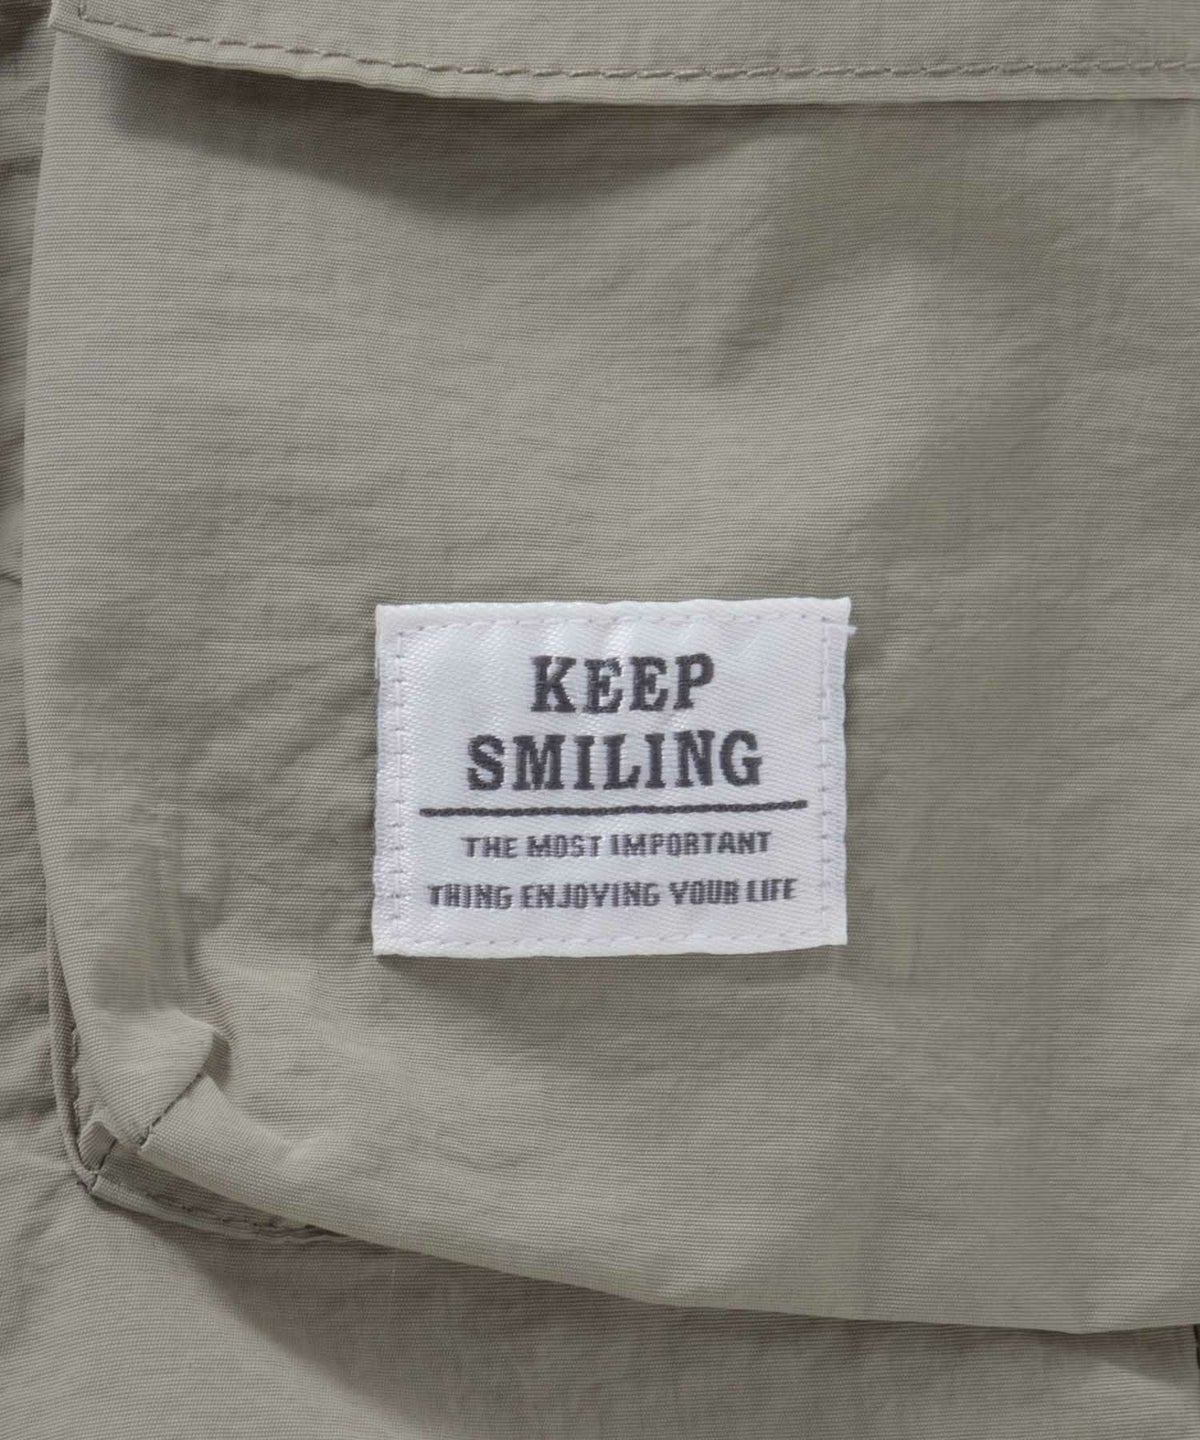 KEEP
SMILING
THE MOST IMPORTANT
THING ENJOYING YOUR LIFE